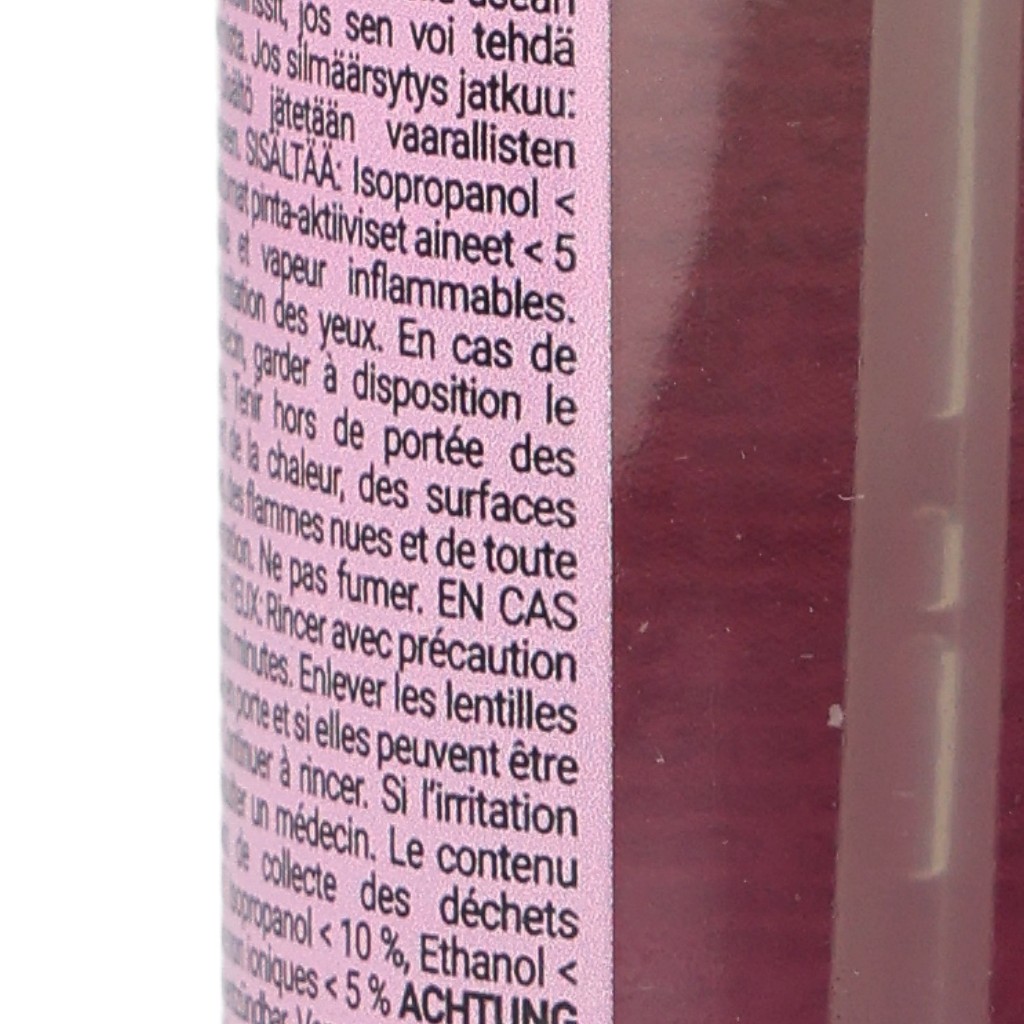 jos sen voi tehdä
Jos silmäärsytys jatkuu:
jätetään vaarallisten
SISÄLTÄÄ: Isopropanol <
pinta-aktiiviset aineet < 5
et vapeur inflammables.
des yeux. En cas de
garder à disposition le
Tenir hors de portée des
de la chaleur, des surfaces
des flammes nues et de toute
Ne pas fumer. EN CAS
YEUX: Rincer avec précaution
minutes. Enlever les lentilles
porte et si elles peuvent être
à rincer. Si l'irritation
un médecin. Le contenu
de collecte des déchets
Isopropanol < 10 %, Ethanol <
ioniques < 5 % ACHTUNG